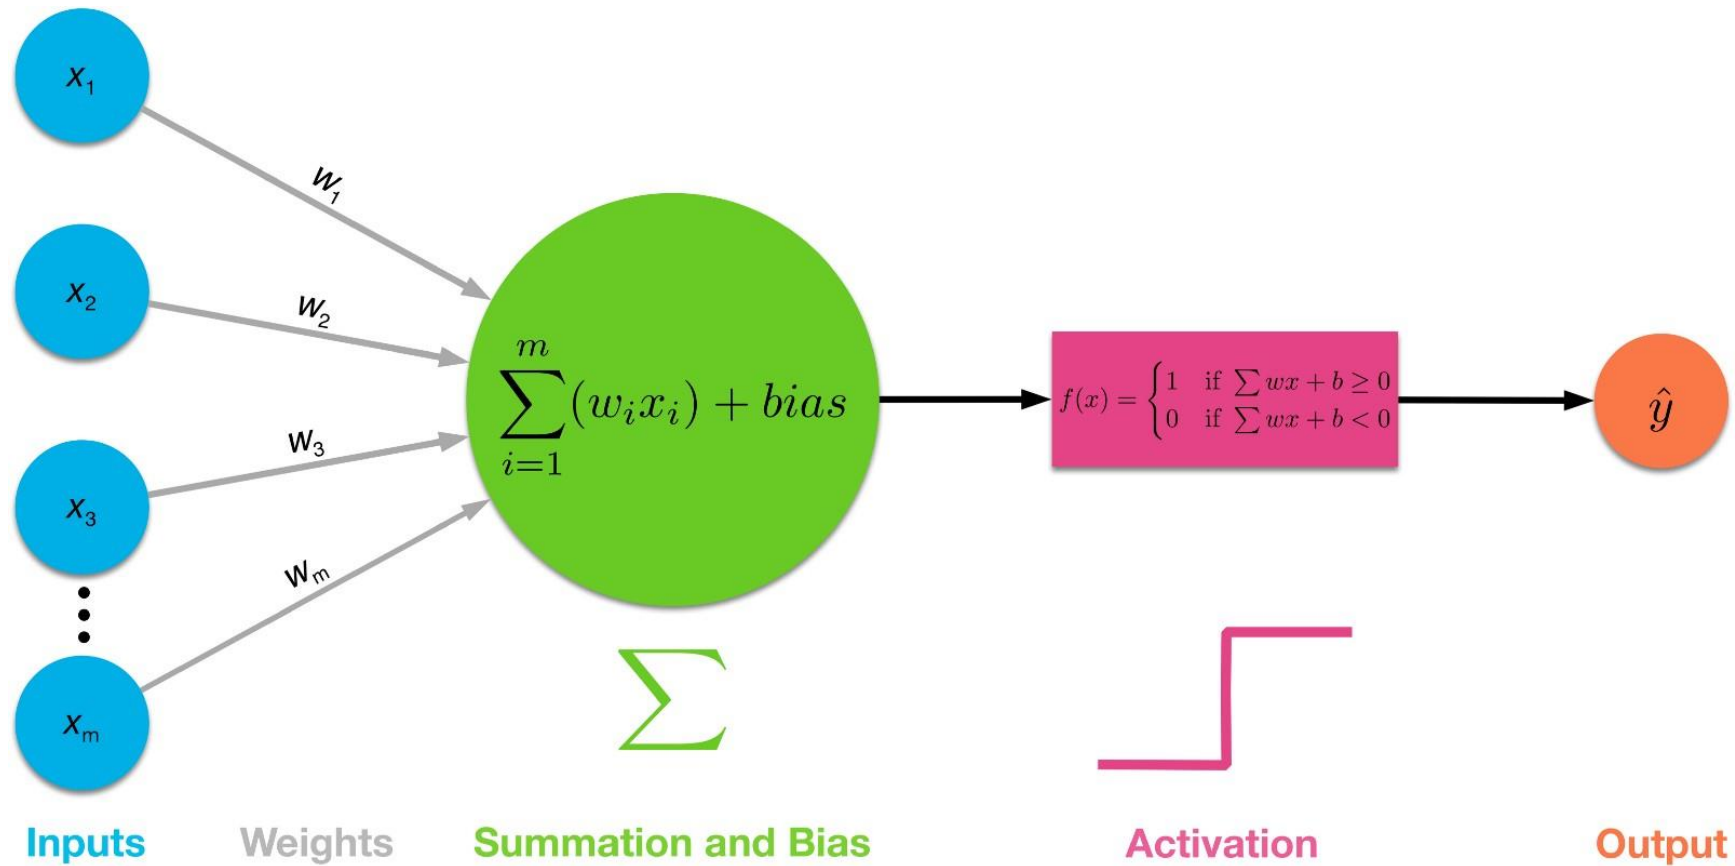 x₁
w₁
x₂
w₂
x₃
w₃
xₘ
wₘ
m
∑(wᵢxᵢ) + bias
i=1
f(x) = {1 if ∑ wx + b ≥ 0
0 if ∑ wx + b < 0
ŷ
∑
Inputs Weights Summation and Bias Activation Output